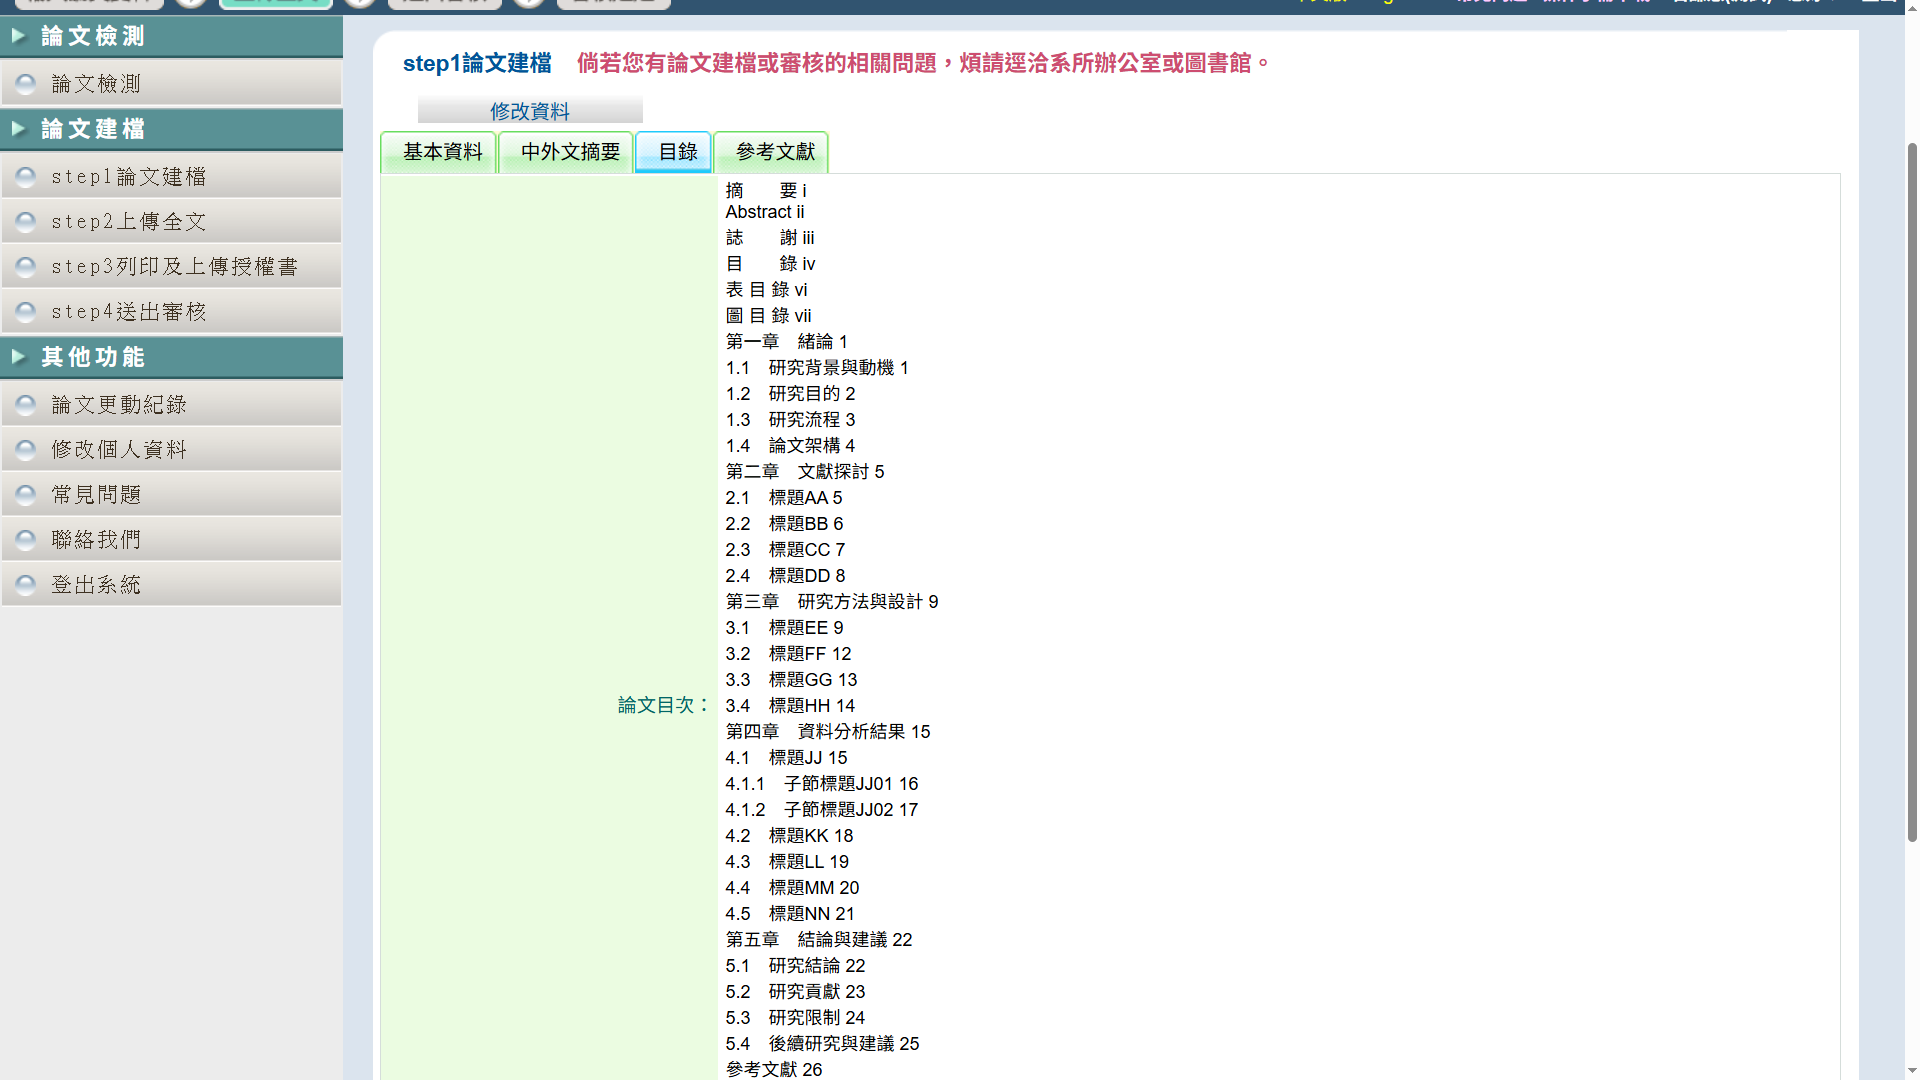 論文檢測
論文檢測
論文建檔
step1論文建檔
step2上傳全文
step3列印及上傳授權書
step4送出審核
其他功能
論文更動紀錄
修改個人資料
常見問題
聯絡我們
登出系統
step1論文建檔 倘若您有論文建檔或審核的相關問題，煩請逕洽系所辦公室或圖書館。
修改資料
基本資料 中外文摘要 目錄 參考文獻
論文目次：
摘　　要 i
Abstract ii
誌　　謝 iii
目　　錄 iv
表 目 錄 vi
圖 目 錄 vii
第一章　緒論 1
1.1　研究背景與動機 1
1.2　研究目的 2
1.3　研究流程 3
1.4　論文架構 4
第二章　文獻探討 5
2.1　標題AA 5
2.2　標題BB 6
2.3　標題CC 7
2.4　標題DD 8
第三章　研究方法與設計 9
3.1　標題EE 9
3.2　標題FF 12
3.3　標題GG 13
3.4　標題HH 14
第四章　資料分析結果 15
4.1　標題JJ 15
4.1.1　子節標題JJ01 16
4.1.2　子節標題JJ02 17
4.2　標題KK 18
4.3　標題LL 19
4.4　標題MM 20
4.5　標題NN 21
第五章　結論與建議 22
5.1　研究結論 22
5.2　研究貢獻 23
5.3　研究限制 24
5.4　後續研究與建議 25
參考文獻 26